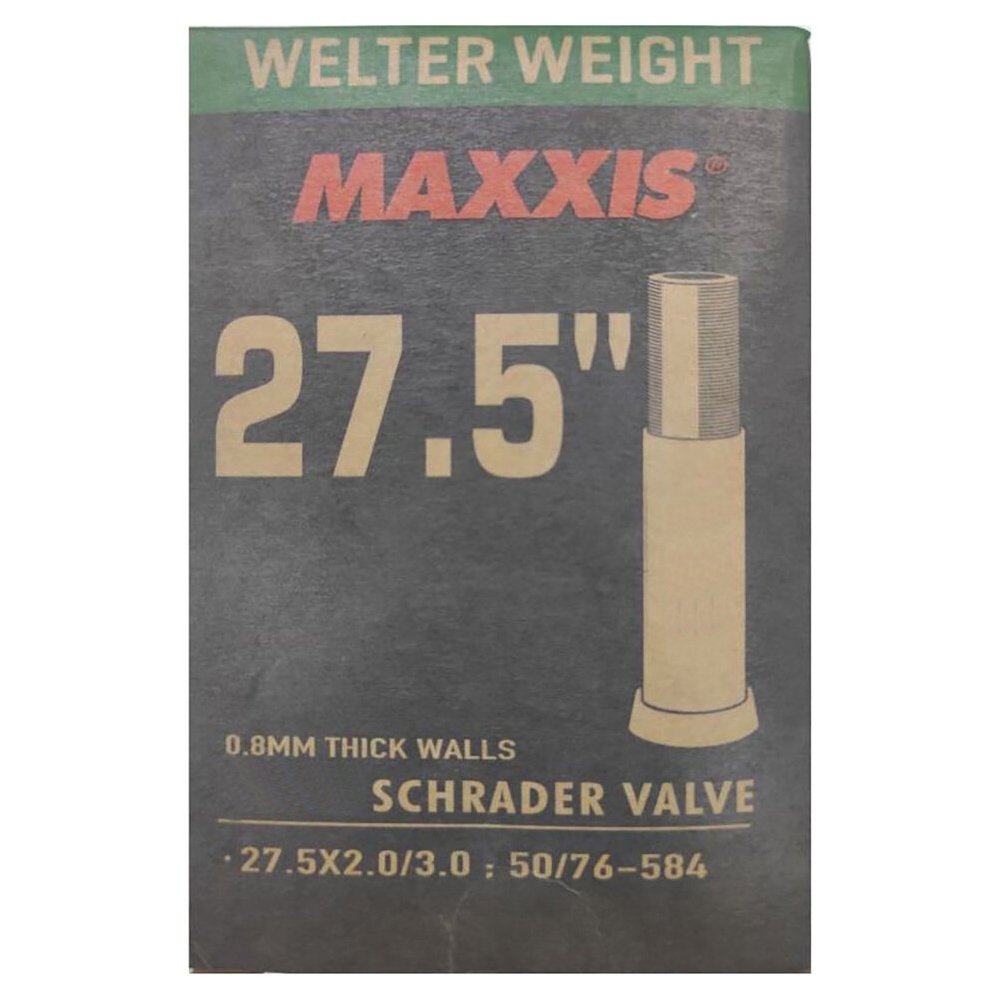 WELTER WEIGHT
MAXXIS®
27.5"
0.8MM THICK WALLS
SCHRADER VALVE
· 27.5X2.0/3.0 ; 50/76-584